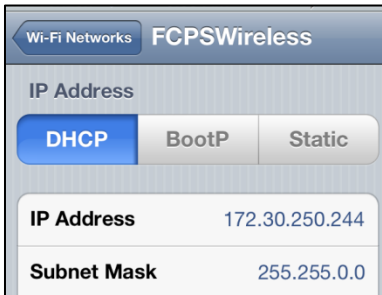 Wi-Fi Networks FCPSWireless
IP Address
DHCP BootP Static
IP Address 172.30.250.244
Subnet Mask 255.255.0.0